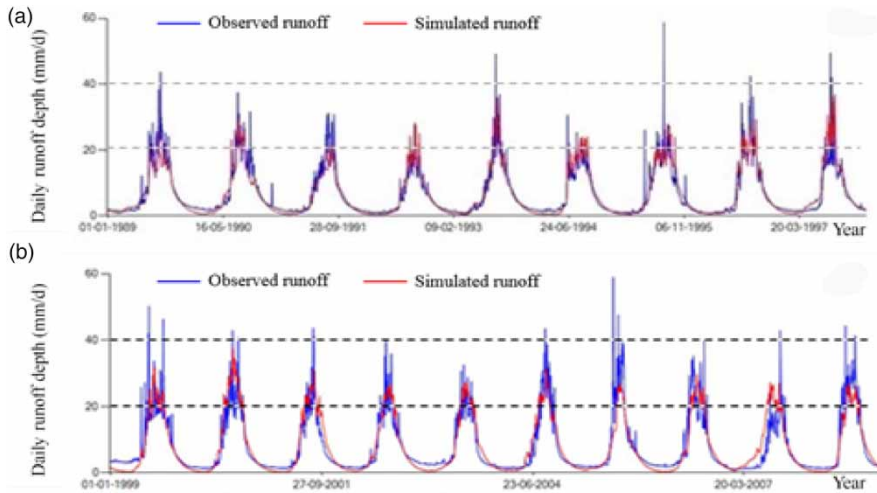 (a)
60
Observed runoff Simulated runoff
40
20
0
Daily runoff depth (mm/d)
01-01-1989 16-05-1990 28-09-1991 09-02-1993 24-06-1994 06-11-1995 20-03-1997 Year
(b)
60
Observed runoff Simulated runoff
40
20
0
Daily runoff depth (mm/d)
01-01-1999 27-09-2001 23-06-2004 20-03-2007 Year